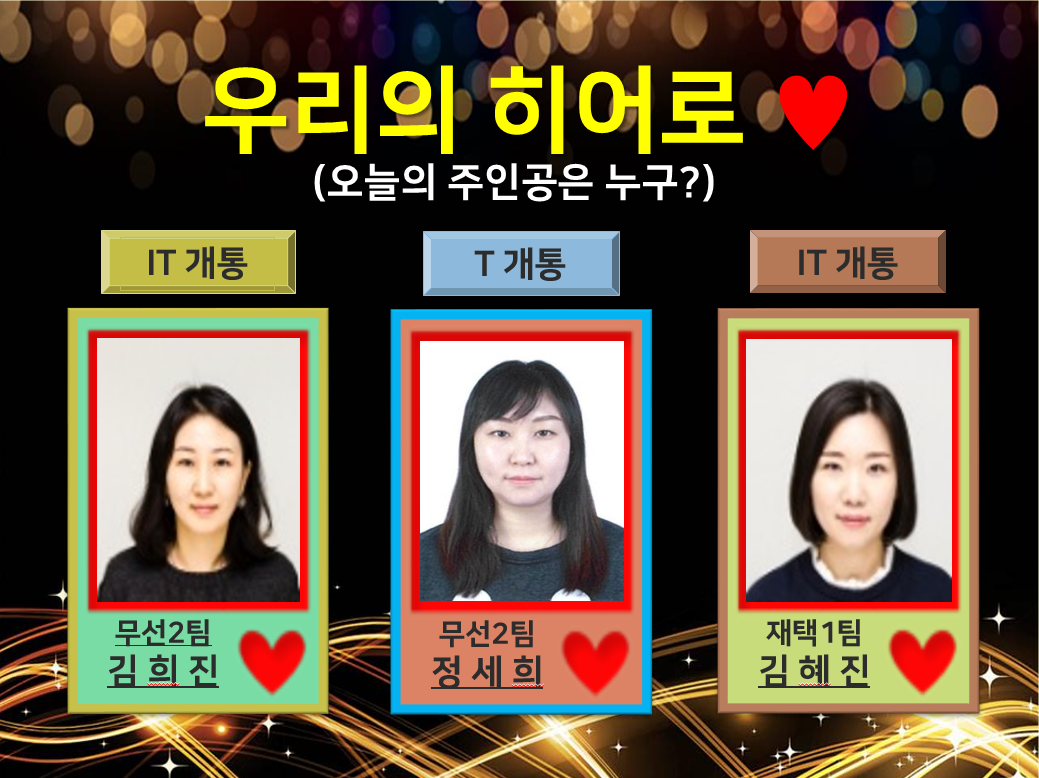 우리의 히어로
(오늘의 주인공은 누구?)
IT 개통
T 개통
IT 개통
무선2팀
김 희 진
무선2팀
정 세 희
재택1팀
김 혜 진